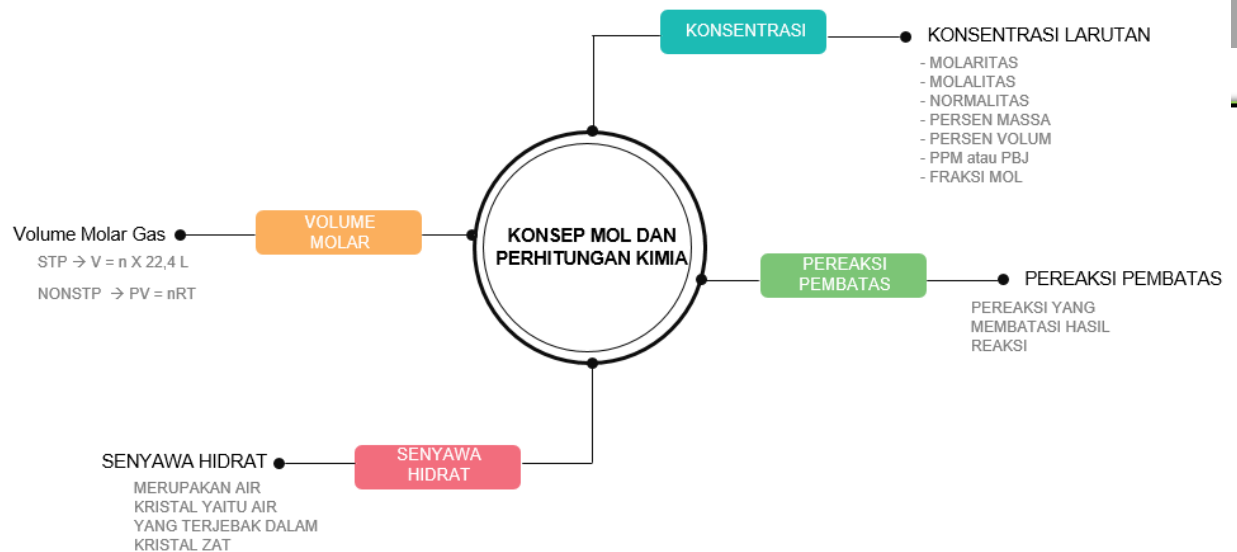 KONSEP MOL DAN
PERHITUNGAN KIMIA
KONSENTRASI
KONSENTRASI LARUTAN
- MOLARITAS
- MOLALITAS
- NORMALITAS
- PERSEN MASSA
- PERSEN VOLUM
- PPM atau PBJ
- FRAKSI MOL
VOLUME
MOLAR
Volume Molar Gas
STP → V = n X 22,4 L
NONSTP → PV = nRT
PEREAKSI
PEMBATAS
PEREAKSI PEMBATAS
PEREAKSI YANG
MEMBATASI HASIL
REAKSI
SENYAWA
HIDRAT
SENYAWA HIDRAT
MERUPAKAN AIR
KRISTAL YAITU AIR
YANG TERJEBAK DALAM
KRISTAL ZAT